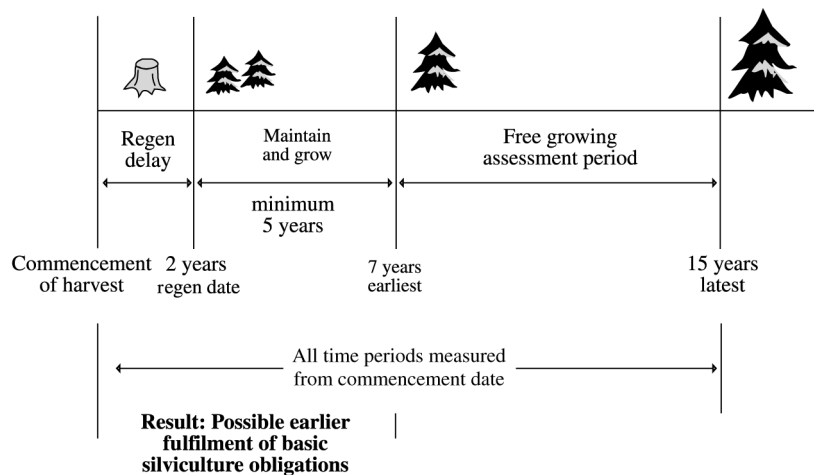 Regen
delay
Maintain
and grow
Free growing
assessment period
minimum
5 years
Commencement
of harvest
2 years
regen date
7 years
earliest
15 years
latest
All time periods measured
from commencement date
Result: Possible earlier
fulfilment of basic
silviculture obligations